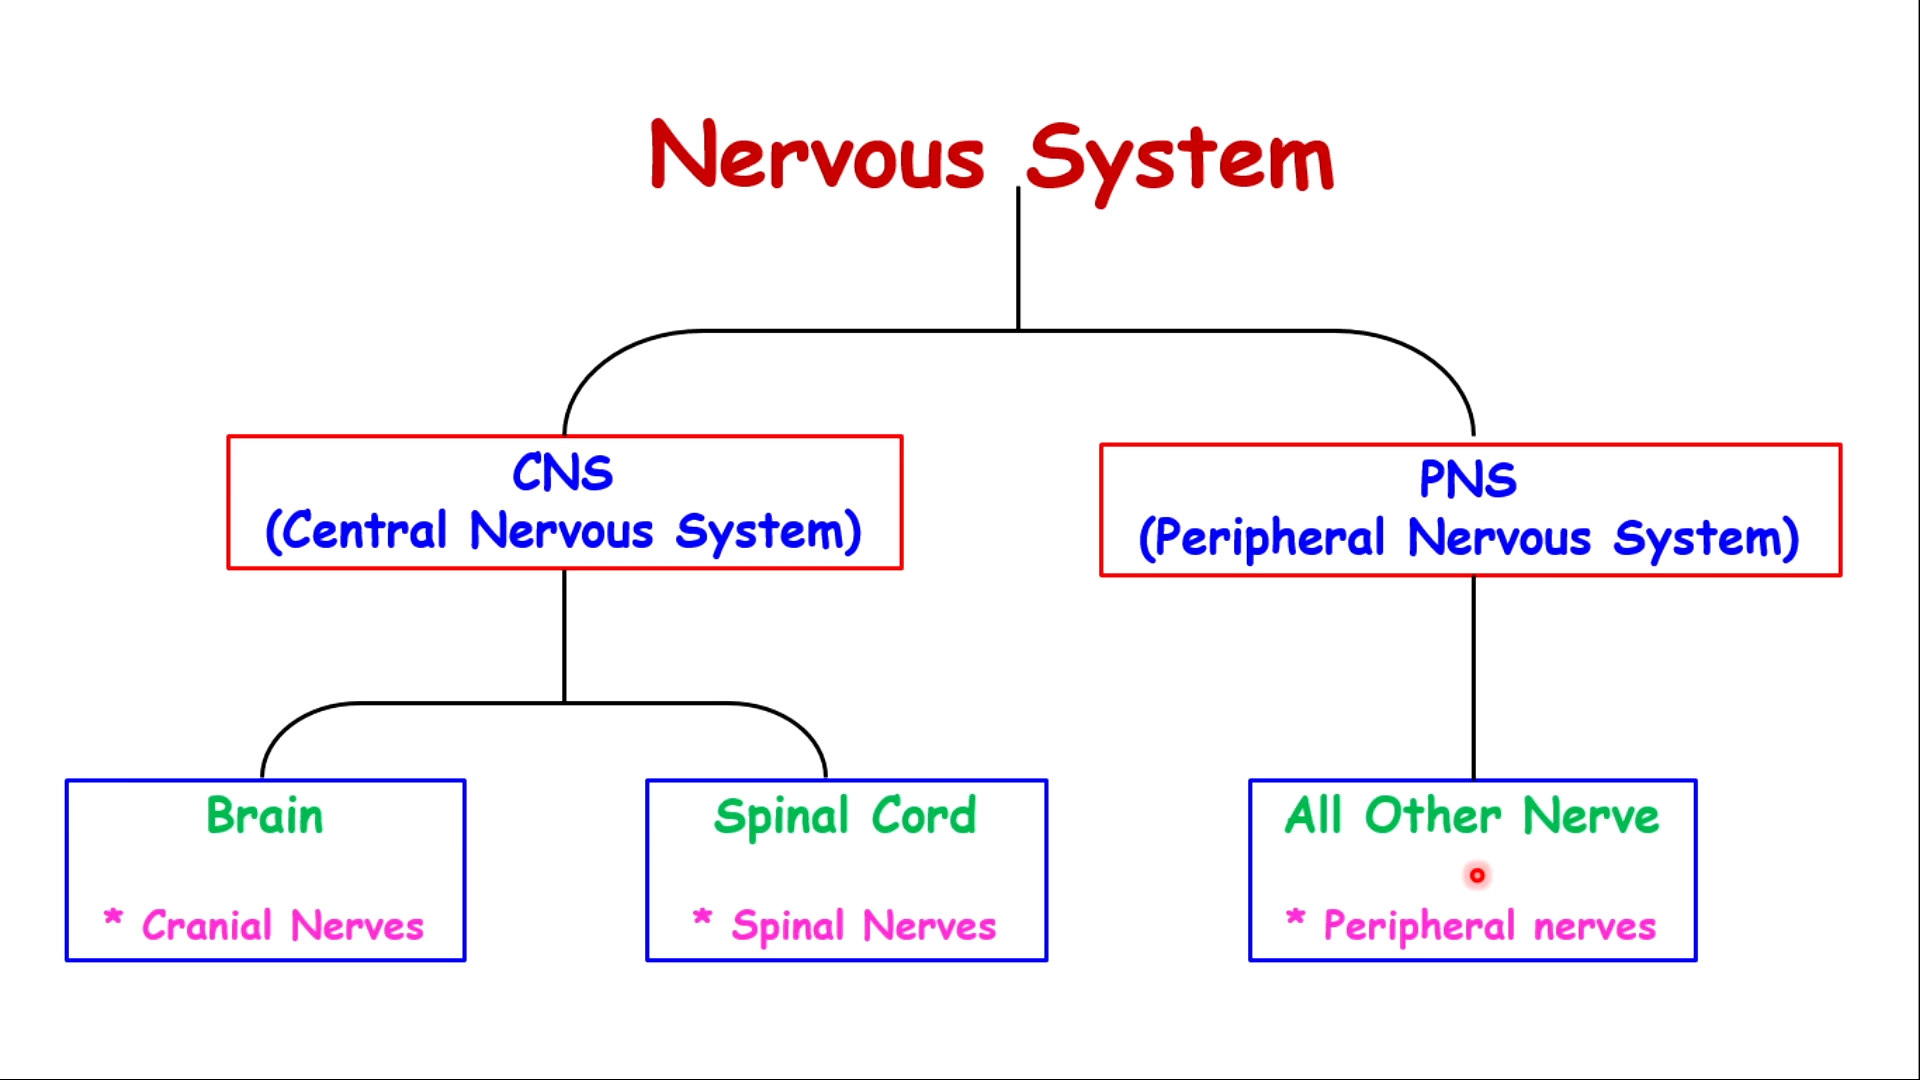 Nervous System
CNS
(Central Nervous System)
PNS
(Peripheral Nervous System)
Brain
* Cranial Nerves
Spinal Cord
* Spinal Nerves
All Other Nerve
* Peripheral nerves